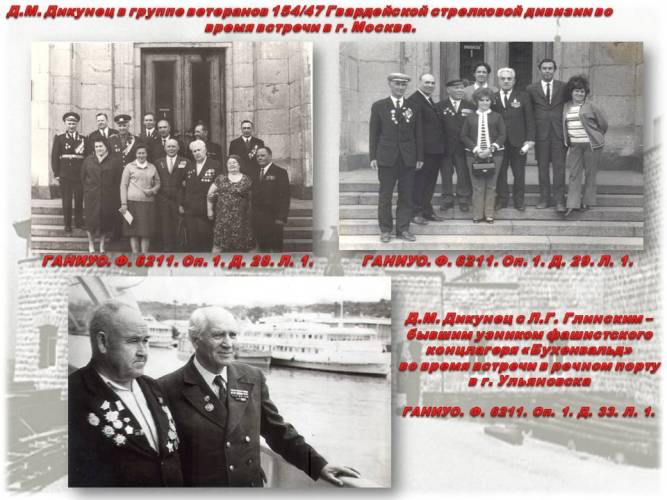 Д.М. Дикунец в группе ветеранов 154/47 Гвардейской стрелковой дивизии во
время встречи в г. Москва.
ГАНИУО. Ф. 6211. Оп. 1. Д. 28. Л. 1.
ГАНИУО. Ф. 6211. Оп. 1. Д. 29. Л. 1.
Д.М. Дикунец с Л.Г. Глинским –
бывшим узником фашистского
концлагеря «Бухенвальд»
во время встречи в речном порту
в г. Ульяновска
ГАНИУО. Ф. 6211. Оп. 1. Д. 33. Л. 1.